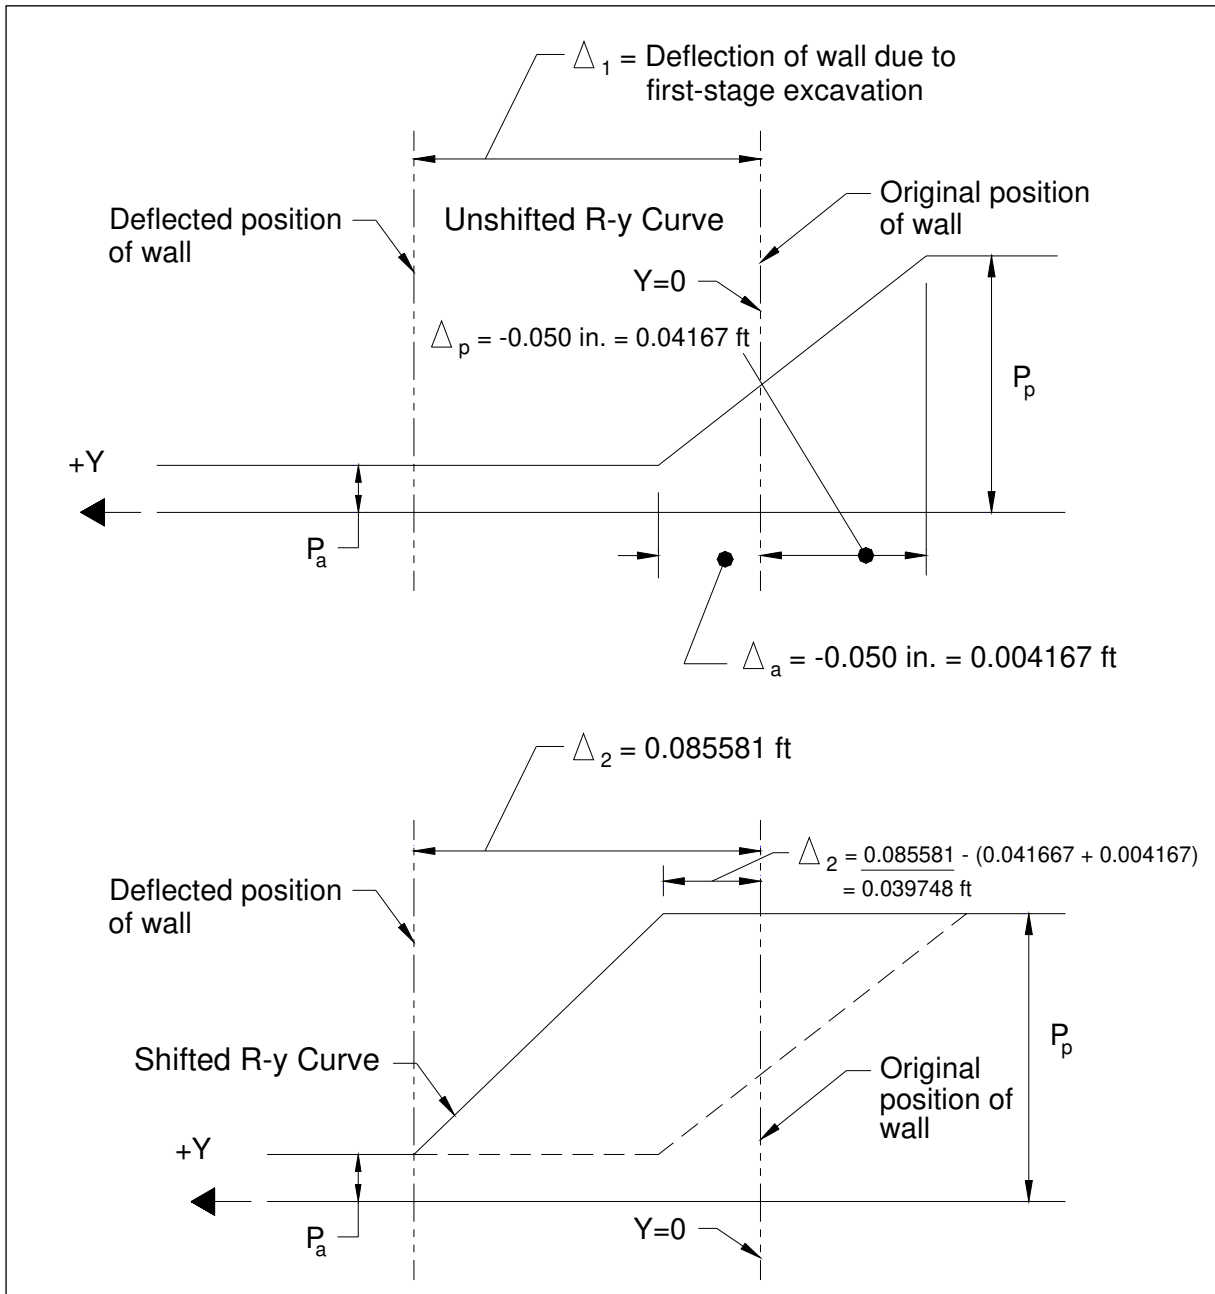 Δ1 = Deflection of wall due to
first-stage excavation
Deflected position
of wall
Unshifted R-y Curve
Original position
of wall
Y=0
Δp = -0.050 in. = 0.04167 ft
Pp
+Y
Pa
Δa = -0.050 in. = 0.004167 ft
Δ2 = 0.085581 ft
Δ2 = 0.085581 - (0.041667 + 0.004167)
= 0.039748 ft
Deflected position
of wall
Shifted R-y Curve
Pp
Original
position of
wall
+Y
Pa
Y=0